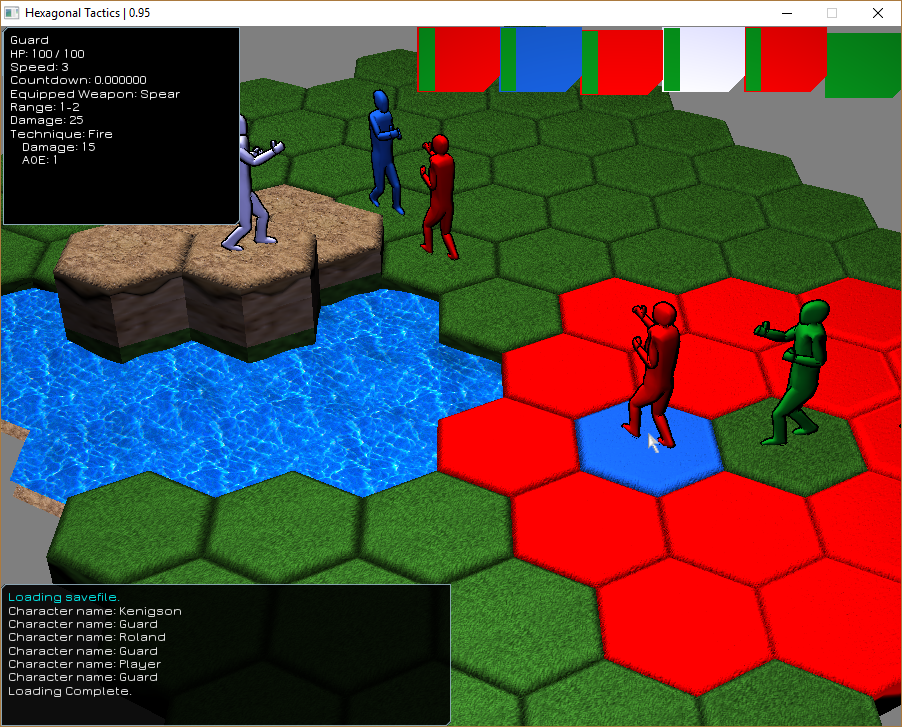 Hexagonal Tactics | 0.95
Guard
HP: 100 / 100
Speed: 3
Countdown: 0.000000
Equipped Weapon: Spear
Range: 1-2
Damage: 25
Technique: Fire
Damage: 15
AOE: 1
Loading savefile.
Character name: Kenigson
Character name: Guard
Character name: Roland
Character name: Guard
Character name: Player
Character name: Guard
Loading Complete.